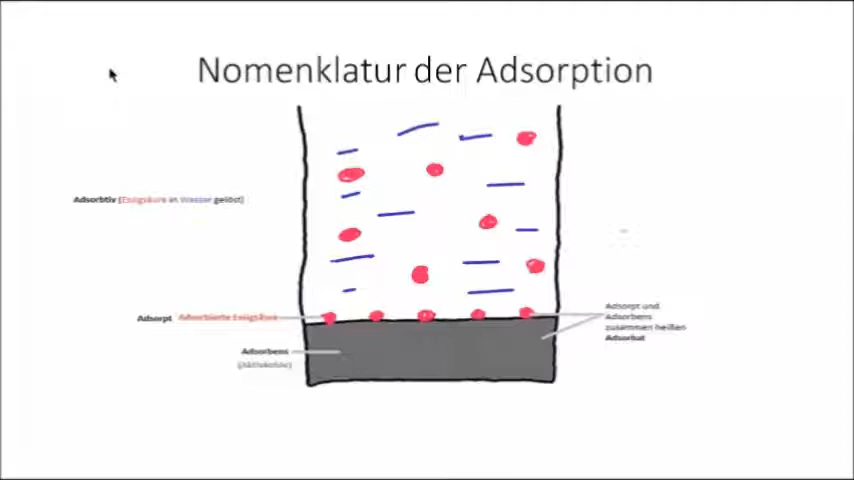 Nomenklatur der Adsorption
Adsorbtiv (Essigsäure in Wasser gelöst)
Adsorpt Adsorbierte Essigsäure
Adsorbens
(Aktivkohle)
Adsorpt und
Adsorbens
zusammen heißen
Adsorbat